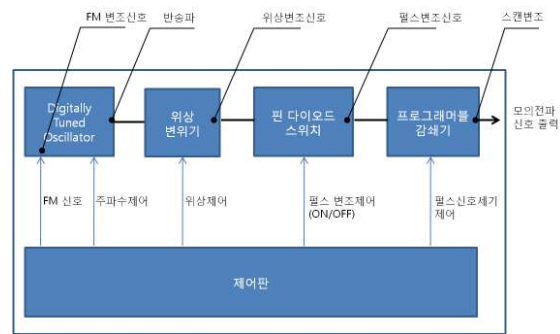 FM 변조신호
반송파
위상변조신호
펄스변조신호
스캔변조
Digitally
Tuned
Oscillator
위상
변위기
핀 다이오드
스위치
프로그래머블
감쇄기
모의전파
신호 출력
FM 신호
주파수제어
위상제어
펄스 변조제어
(ON/OFF)
펄스신호세기
제어
제어판